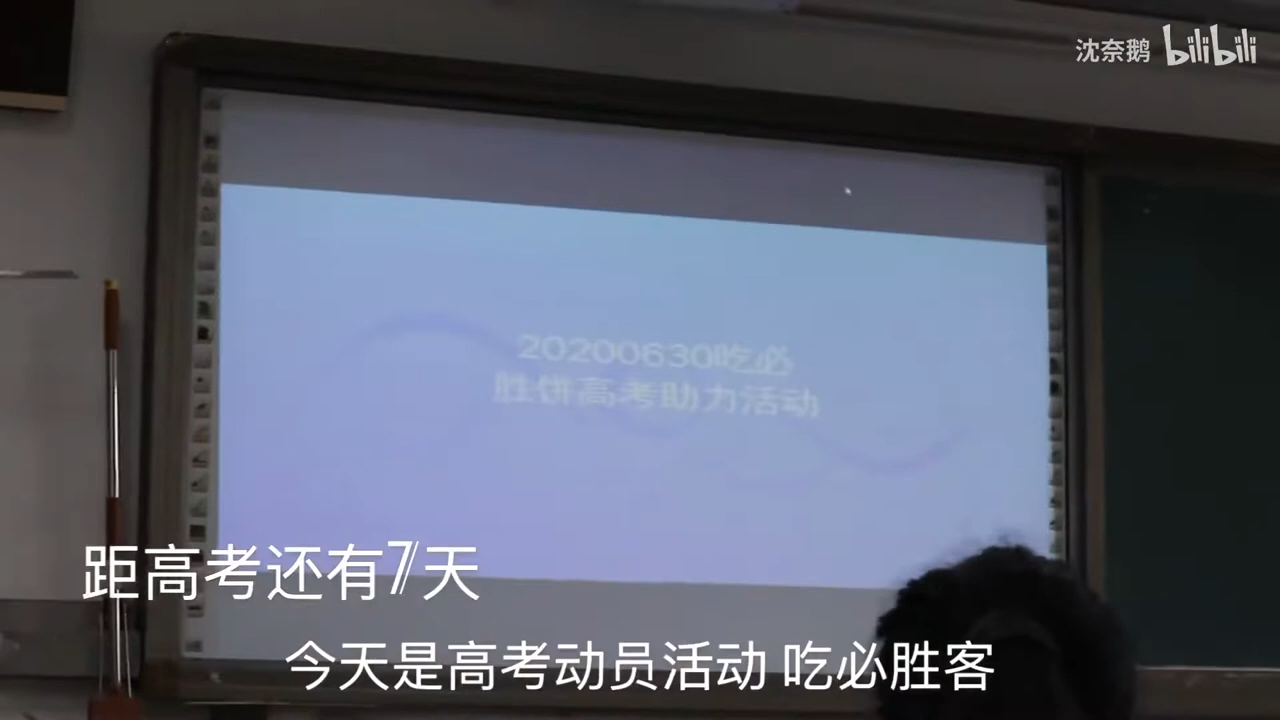 沈奈鹅 bilibili
20200630吃必
胜饼高考助力活动
距高考还有7天
今天是高考动员活动 吃必胜客